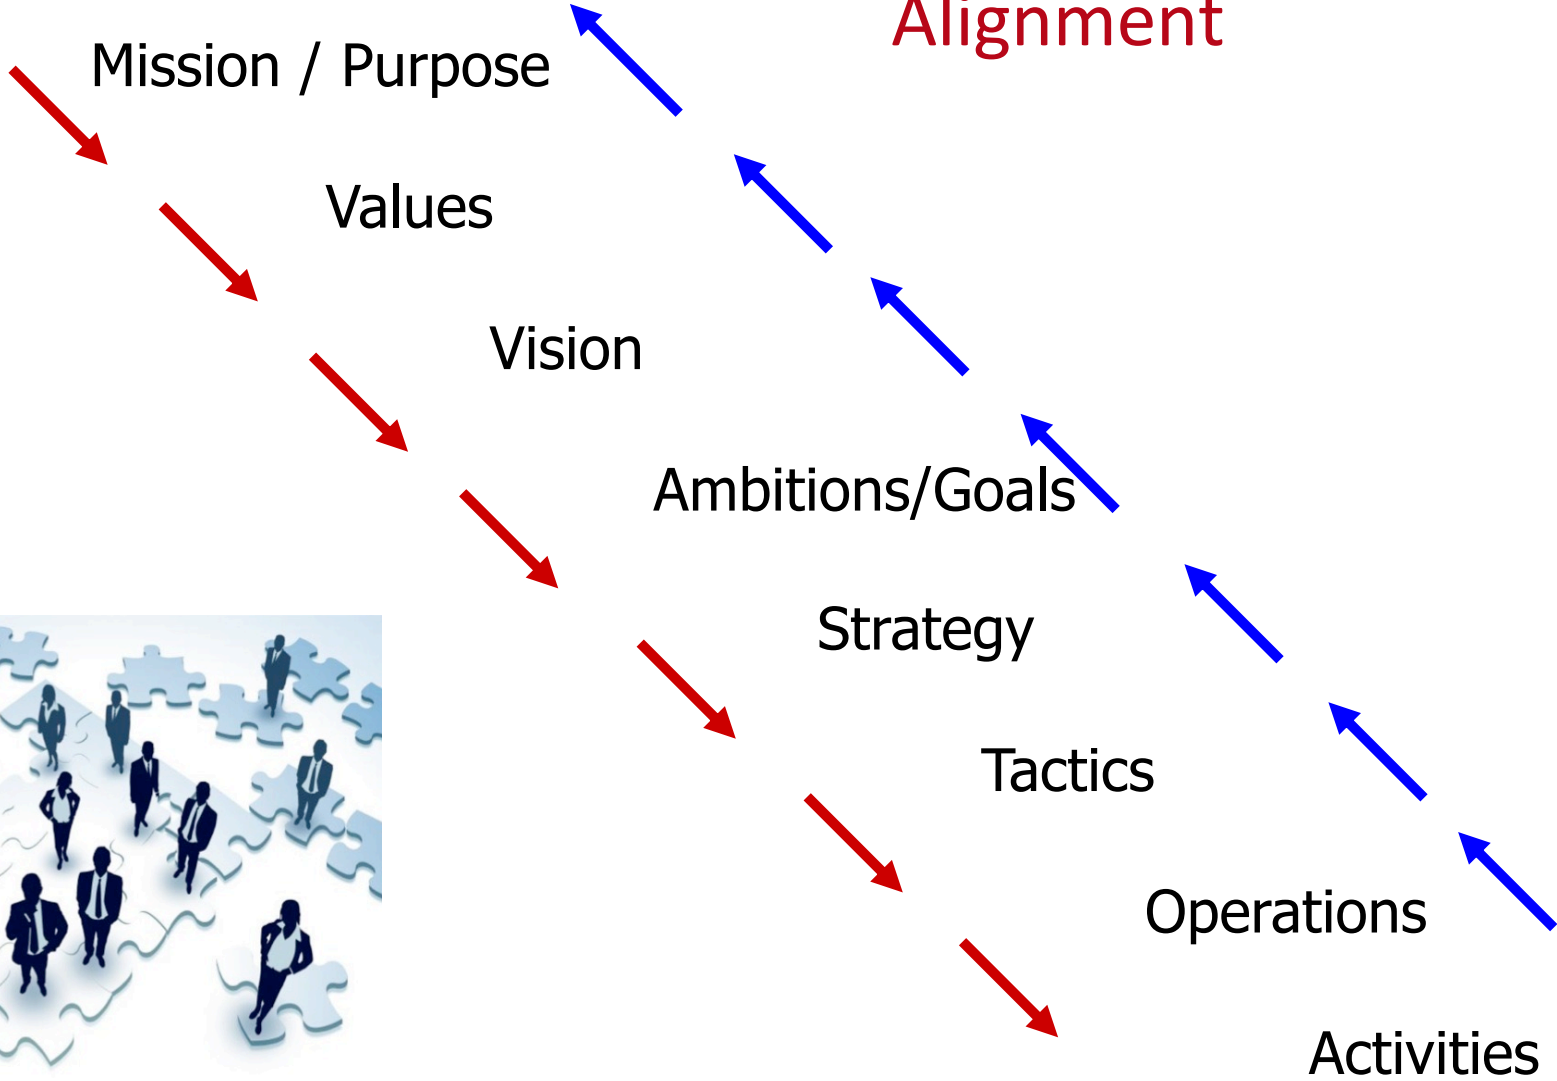 Alignment
Mission / Purpose
Values
Vision
Ambitions/Goals
Strategy
Tactics
Operations
Activities